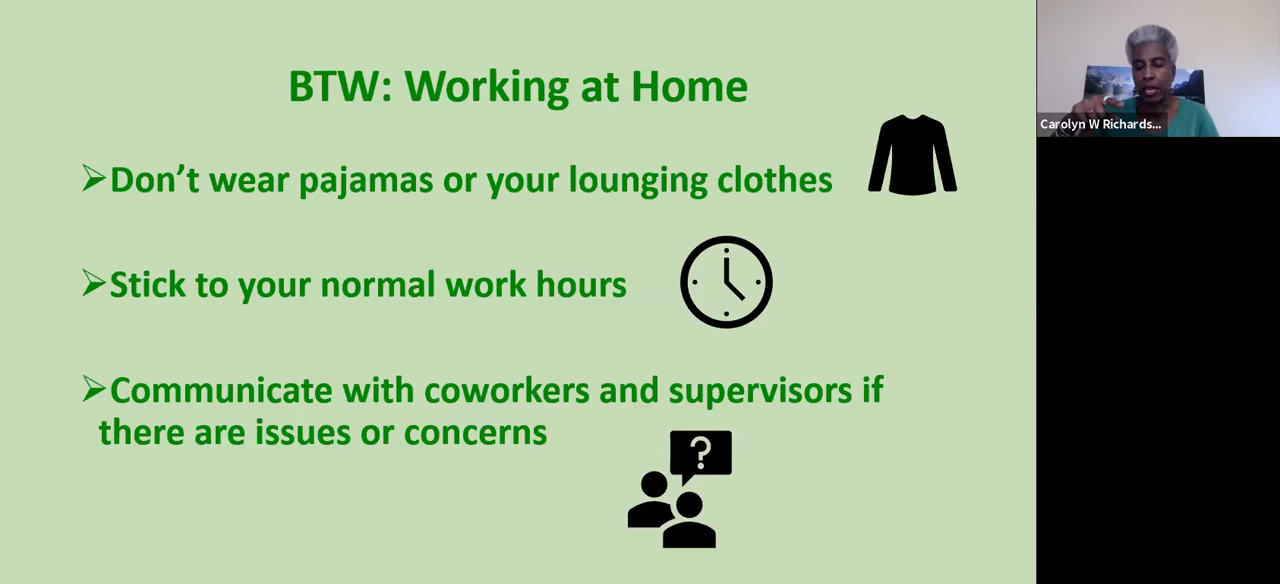 BTW: Working at Home
Don’t wear pajamas or your lounging clothes
Stick to your normal work hours
Communicate with coworkers and supervisors if
there are issues or concerns
?
Carolyn W Richards...